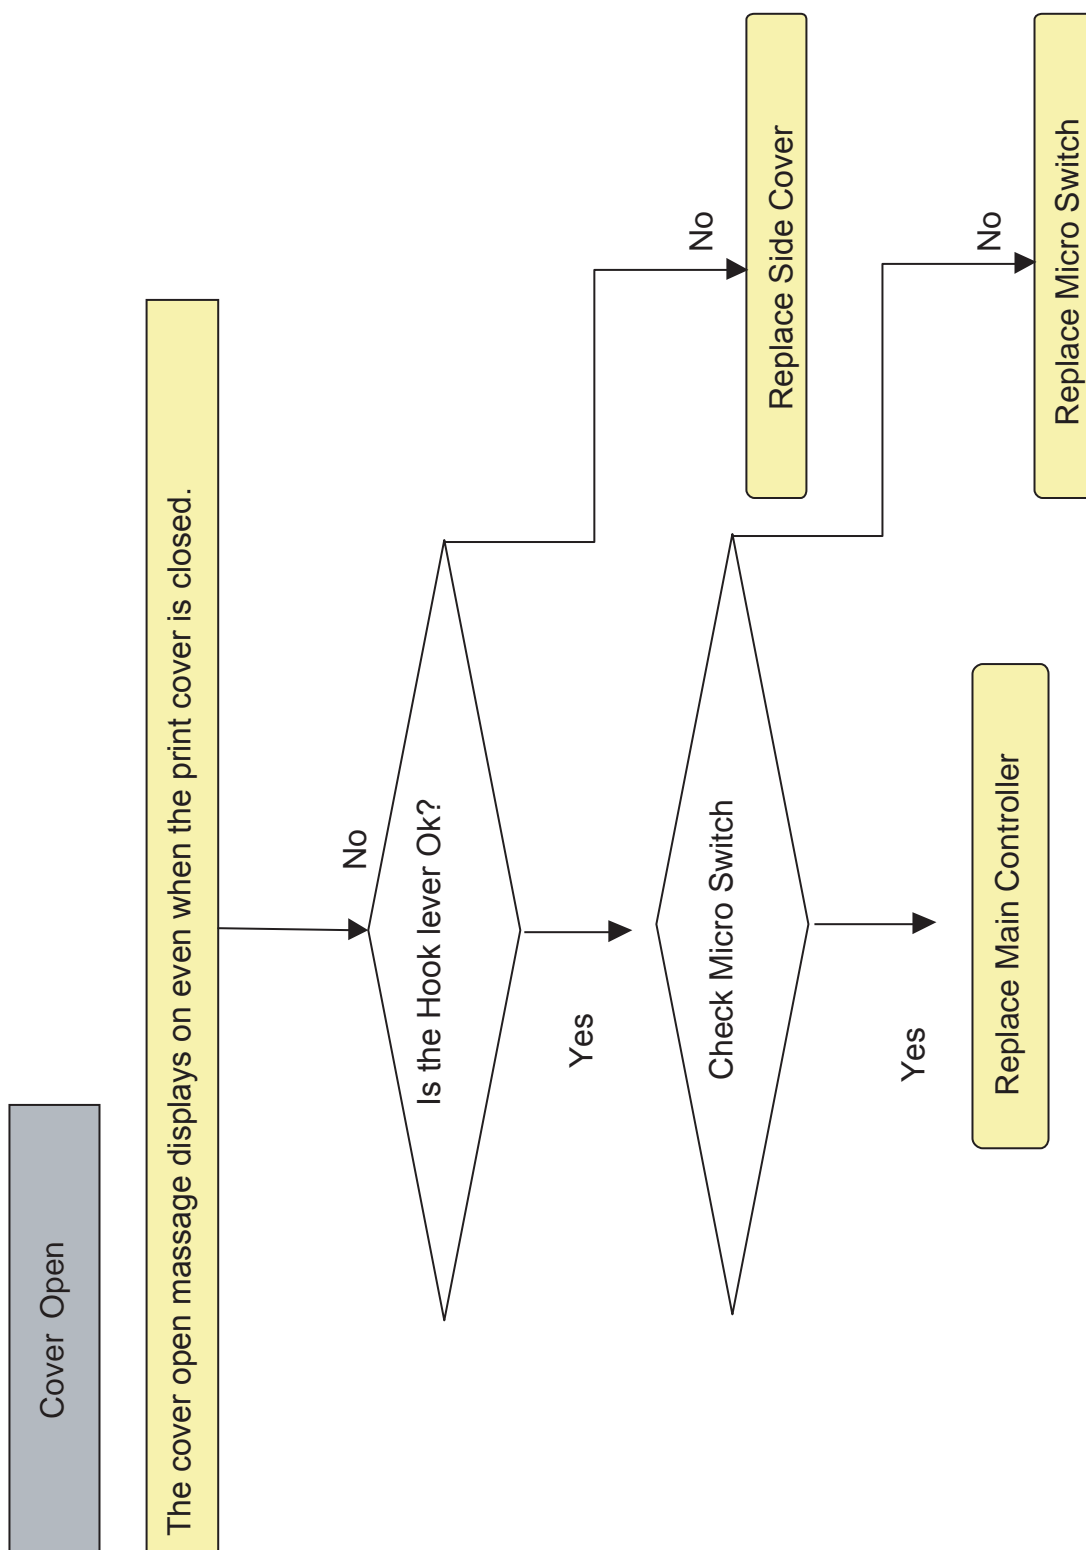 Cover Open
The cover open massage displays on even when the print cover is closed.
No
Is the Hook lever Ok?
Yes
No
Replace Side Cover
Check Micro Switch
Yes
No
Replace Main Controller
Replace Micro Switch